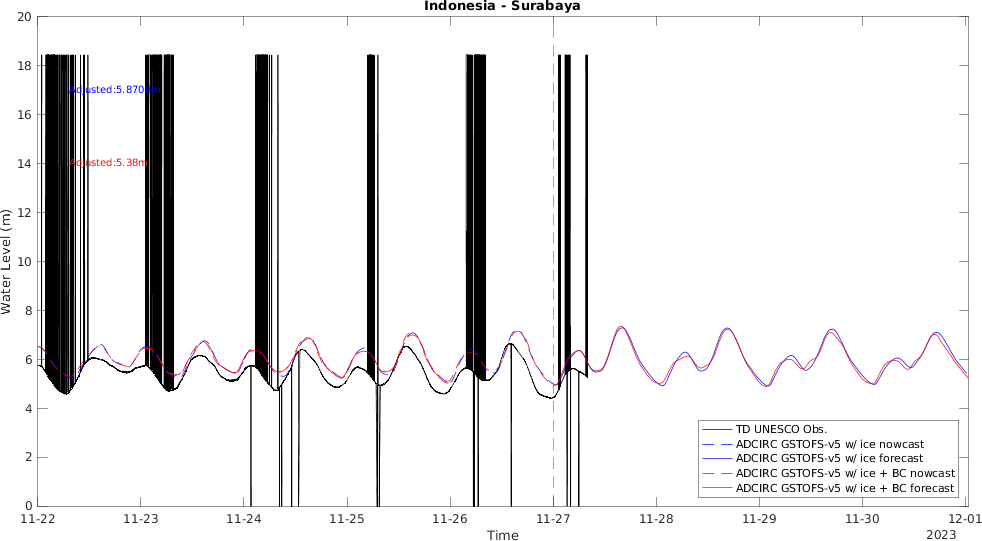 Indonesia - Surabaya
20
18
16
14
12
10
8
6
4
2
0
Water Level (m)
Adjusted:5.38m
TD UNESCO Obs.
ADCIRC GSTOFS-v5 w/ ice nowcast
ADCIRC GSTOFS-v5 w/ ice forecast
ADCIRC GSTOFS-v5 w/ ice + BC nowcast
ADCIRC GSTOFS-v5 w/ ice + BC forecast
11-22 11-23 11-24 11-25 11-26 11-27 11-28 11-29 11-30 12-01
Time
2023